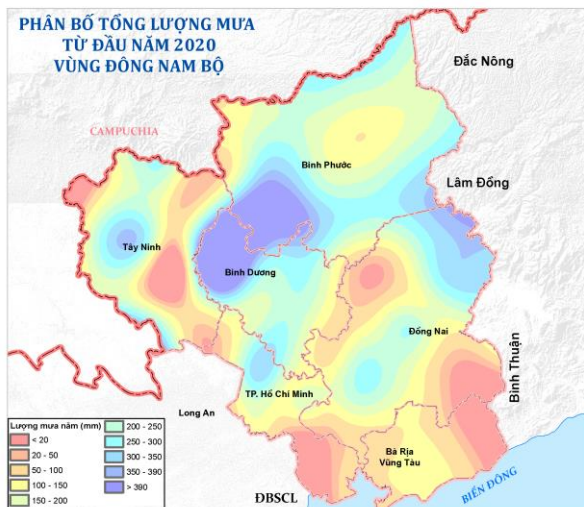 PHÂN BỐ TỔNG LƯỢNG MƯA
TỪ ĐẦU NĂM 2020
VÙNG ĐÔNG NAM BỘ
Đắc Nông
CAMPUCHIA
Bình Phước
Lâm Đồng
Tây Ninh
Bình Dương
Đồng Nai
Bình Thuận
TP. Hồ Chí Minh
Long An
Bà Rịa
Vũng Tàu
BIỂN ĐÔNG
ĐBSCL
Lượng mưa năm (mm)
< 20
20 - 50
50 - 100
100 - 150
150 - 200
200 - 250
250 - 300
300 - 350
350 - 390
> 390